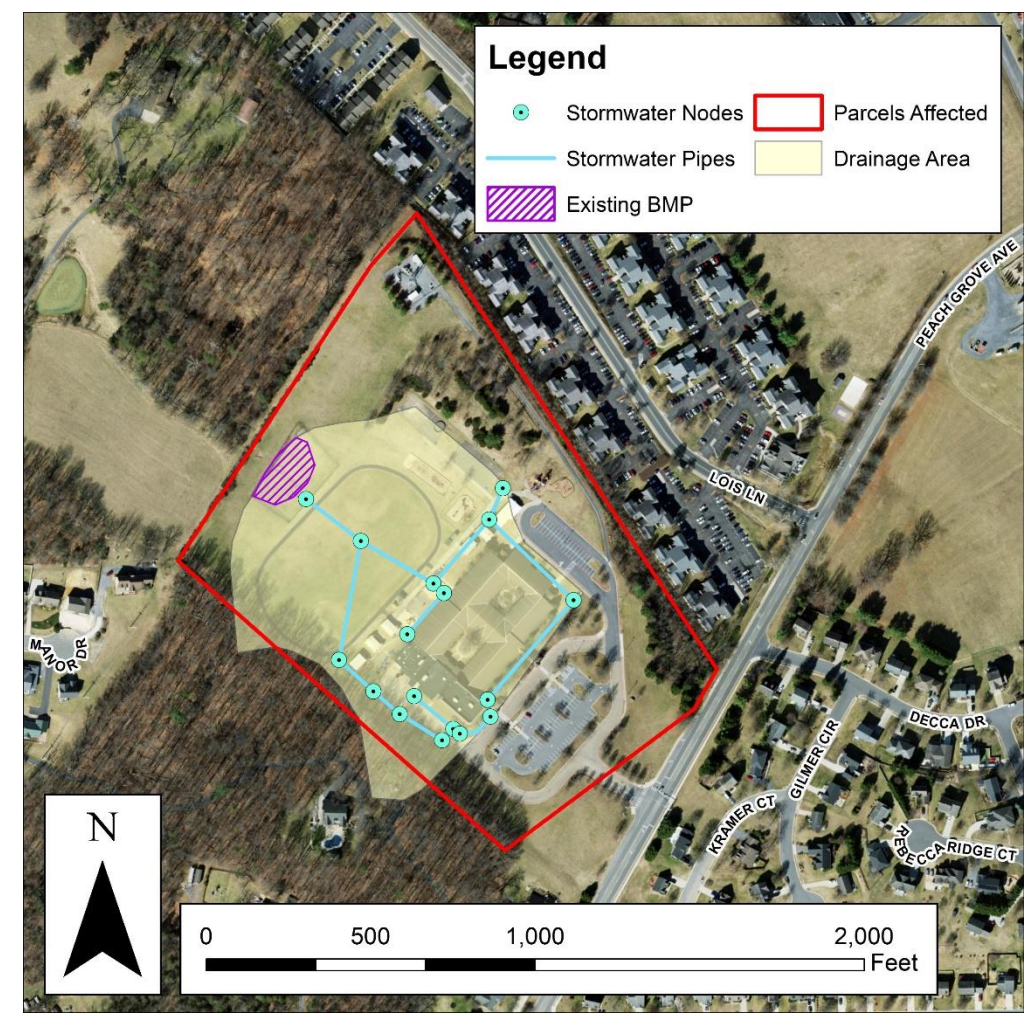 Legend
Stormwater Nodes
Parcels Affected
Stormwater Pipes
Drainage Area
Existing BMP
PEACH GROVE AVE
LOIS LN
MANOR DR
DECCA DR
GILMER CIR
KRAMER CT
REBECCA RIDGE CT
N
0 500 1,000 2,000
Feet